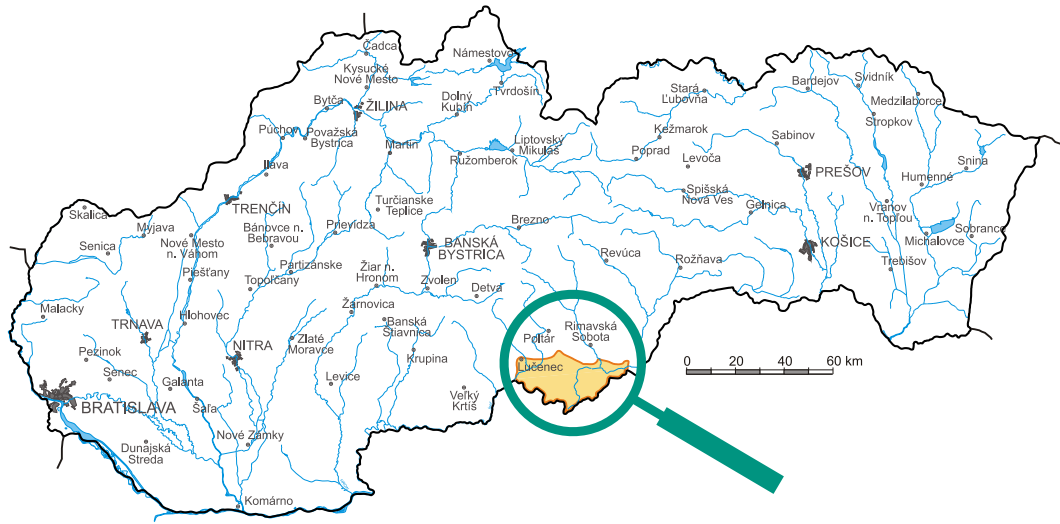 Čadca
Námestovo
Kysucké
Nové Mesto
Tvrdošín
Bytča
ŽILINA
Dolný
Kubín
Stará
Ľubovňa
Bardejov
Svidník
Medzilaborce
Stropkov
Púchov
Považská
Bystrica
Martin
Ružomberok
Liptovský
Mikuláš
Kežmarok
Poprad
Levoča
Sabinov
PREŠOV
Snina
Humenné
Ilava
TRENČÍN
Turčianske
Teplice
Spišská
Nová Ves
Gelnica
Vranov
n. Topľou
Skalica
Myjava
Senica
Nové Mesto
n. Váhom
Bánovce n.
Bebravou
Prievidza
Brezno
BANSKÁ
BYSTRICA
KOŠICE
Michalovce
Sobrance
Trebišov
Piešťany
Topoľčany
Partizánske
Žiar n.
Hronom
Zvolen
Detva
Revúca
Rožňava
Malacky
Hlohovec
Žarnovica
Banská
Štiavnica
TRNAVA
Pezinok
Senec
NITRA
Zlaté
Moravce
Krupina
Poltár
Rimavská
Sobota
Lučenec
0 20 40 60 km
Galanta
Levice
Veľký
Krtíš
BRATISLAVA
Šaľa
Nové Zámky
Dunajská
Streda
Komárno